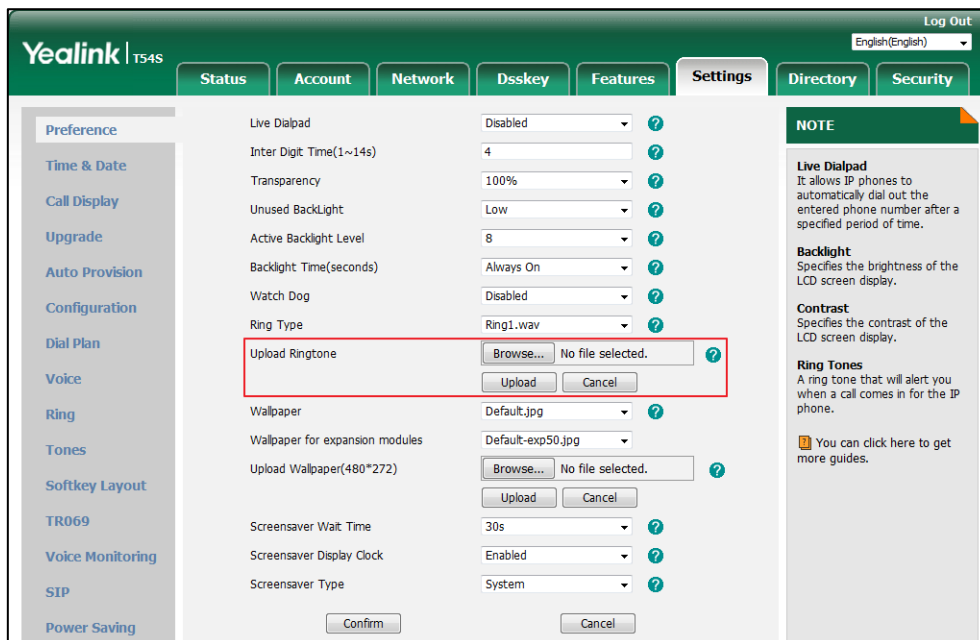 Log Out
English(English)
Yealink | T54S
Status Account Network Dsskey Features Settings Directory Security
Preference
Time & Date
Call Display
Upgrade
Auto Provision
Configuration
Dial Plan
Voice
Ring
Tones
Softkey Layout
TR069
Voice Monitoring
SIP
Power Saving
Live Dialpad Disabled ?
Inter Digit Time(1~14s) 4 ?
Transparency 100% ?
Unused BackLight Low ?
Active Backlight Level 8 ?
Backlight Time(seconds) Always On ?
Watch Dog Disabled ?
Ring Type Ring1.wav ?
Upload Ringtone Browse... No file selected. ?
Upload Cancel
Wallpaper Default.jpg ?
Wallpaper for expansion modules Default-exp50.jpg
Upload Wallpaper(480*272) Browse... No file selected. ?
Upload Cancel
Screensaver Wait Time 30s ?
Screensaver Display Clock Enabled ?
Screensaver Type System ?
Confirm Cancel
NOTE
Live Dialpad
It allows IP phones to
automatically dial out the
entered phone number after a
specified period of time.
Backlight
Specifies the brightness of the
LCD screen display.
Contrast
Specifies the contrast of the
LCD screen display.
Ring Tones
A ring tone that will alert you
when a call comes in for the IP
phone.
? You can click here to get
more guides.